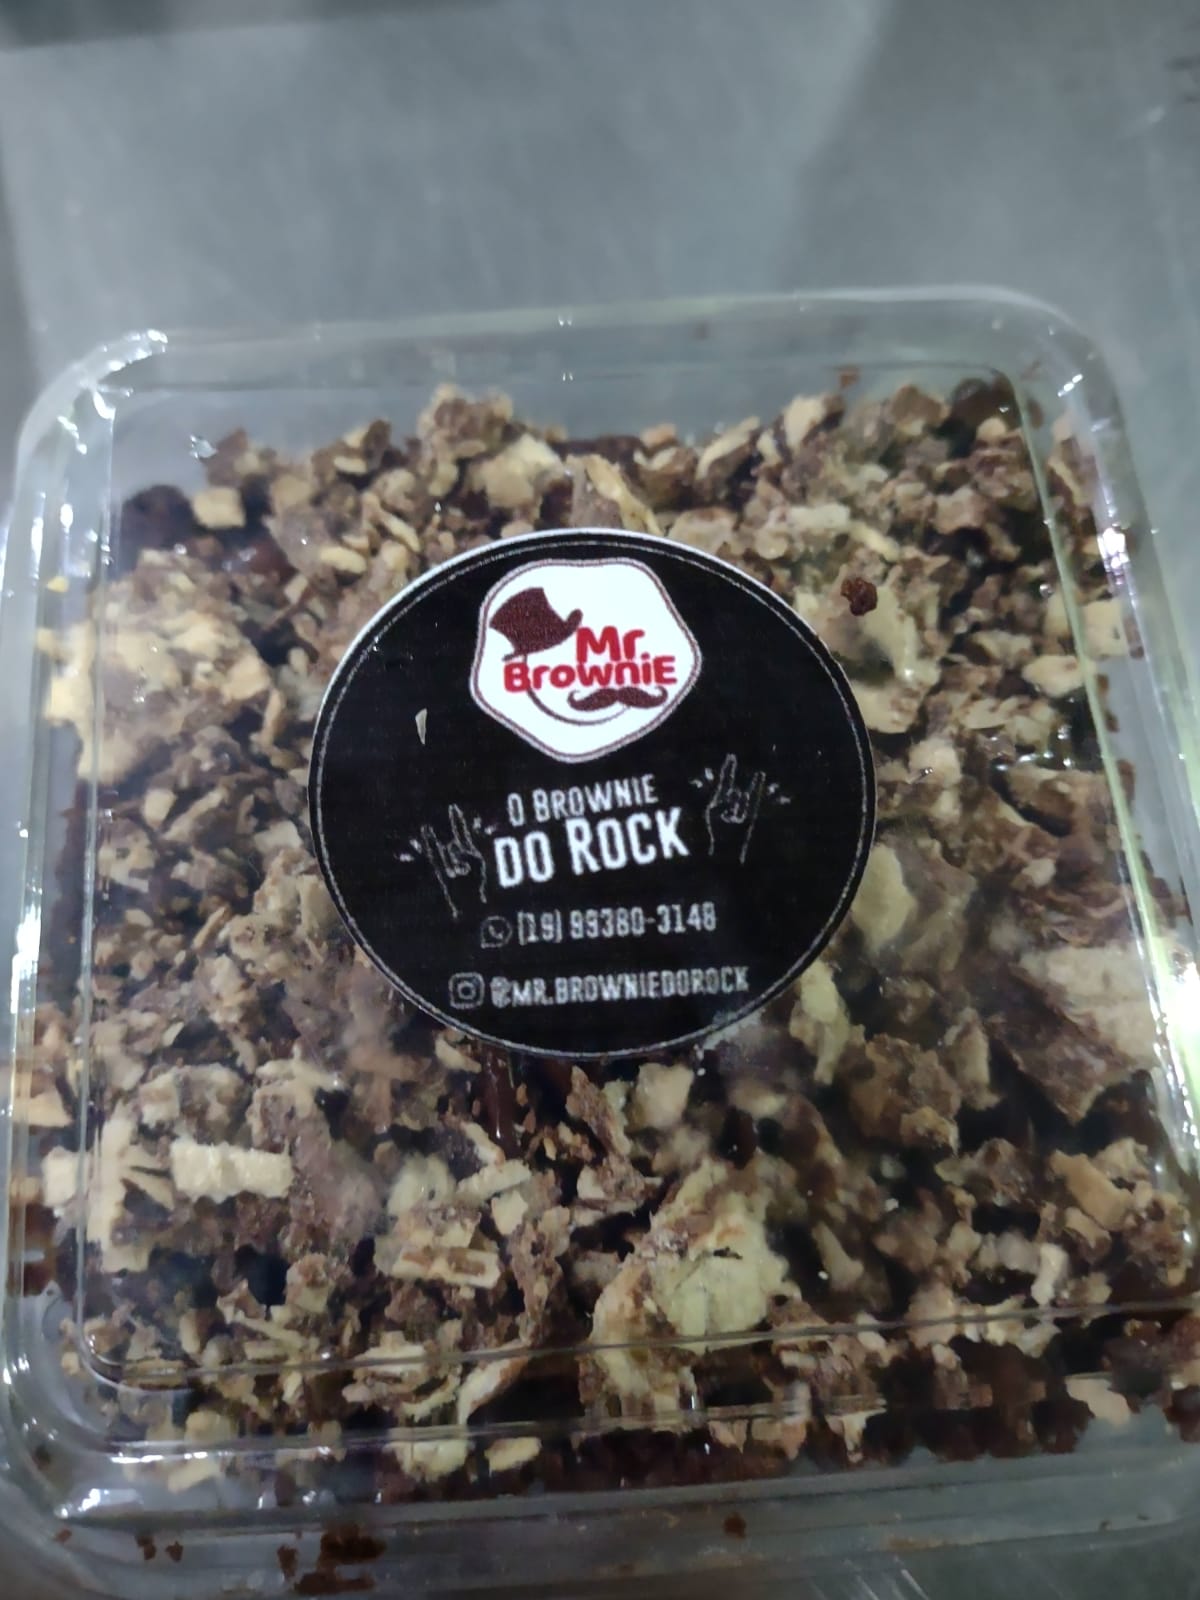 Mr.
BrowniE
O BROWNIE
DO ROCK
(19) 99380-3148
@MR.BROWNIEDOROCK